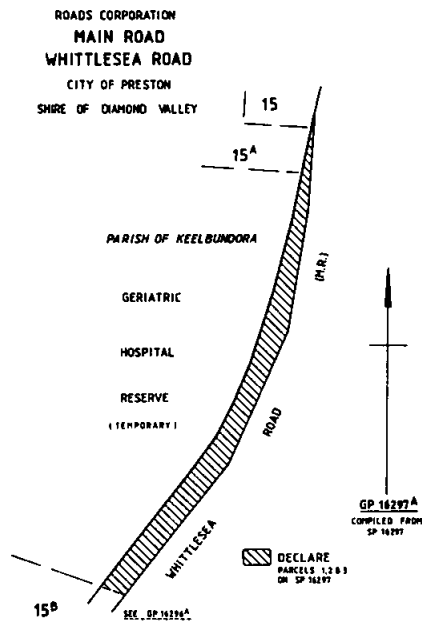 ROADS CORPORATION
MAIN ROAD
WHITTLESEA ROAD
CITY OF PRESTON
SHIRE OF DIAMOND VALLEY
15
15A
PARISH OF KEELBUNDORA
(M.R.)
GERIATRIC
HOSPITAL
RESERVE
(TEMPORARY)
ROAD
WHITTLESEA
GP 16297A
COMPILED FROM
SP 16297
DECLARE
PARCELS 1,2 & 3
ON SP 16297
15B
SEE GP 16296A